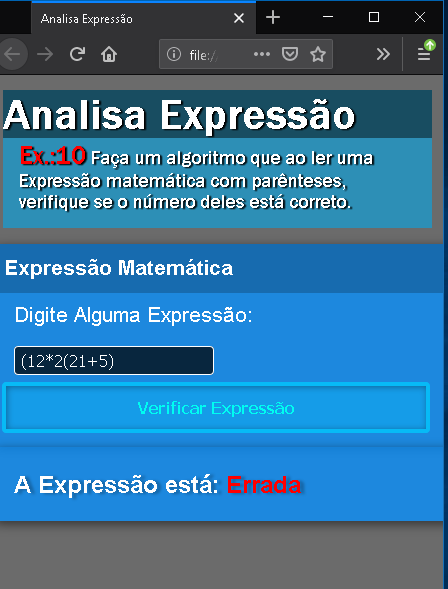 Analisa Expressão
file:/
Analisa Expressão
Ex.:10 Faça um algoritmo que ao ler uma
Expressão matemática com parênteses,
verifique se o número deles está correto.
Expressão Matemática
Digite Alguma Expressão:
(12*2(21+5)
Verificar Expressão
A Expressão está: Errada